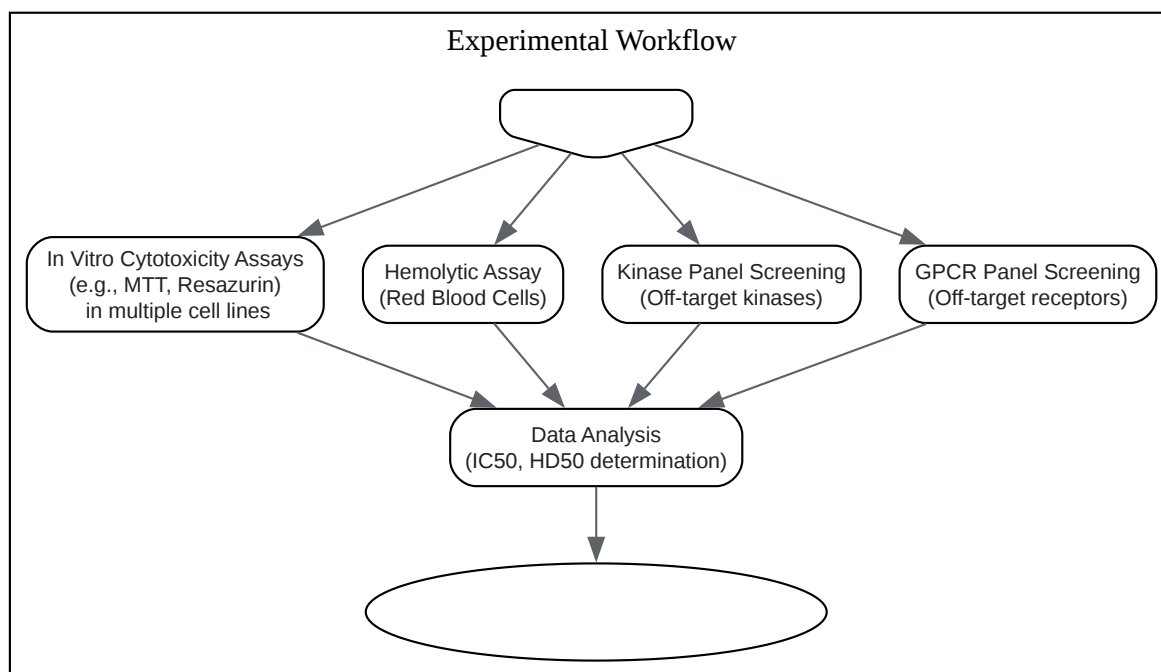 Experimental Workflow
In Vitro Cytotoxicity Assays
(e.g., MTT, Resazurin)
in multiple cell lines
Hemolytic Assay
(Red Blood Cells)
Kinase Panel Screening
(Off-target kinases)
GPCR Panel Screening
(Off-target receptors)
Data Analysis
(IC50, HD50 determination)